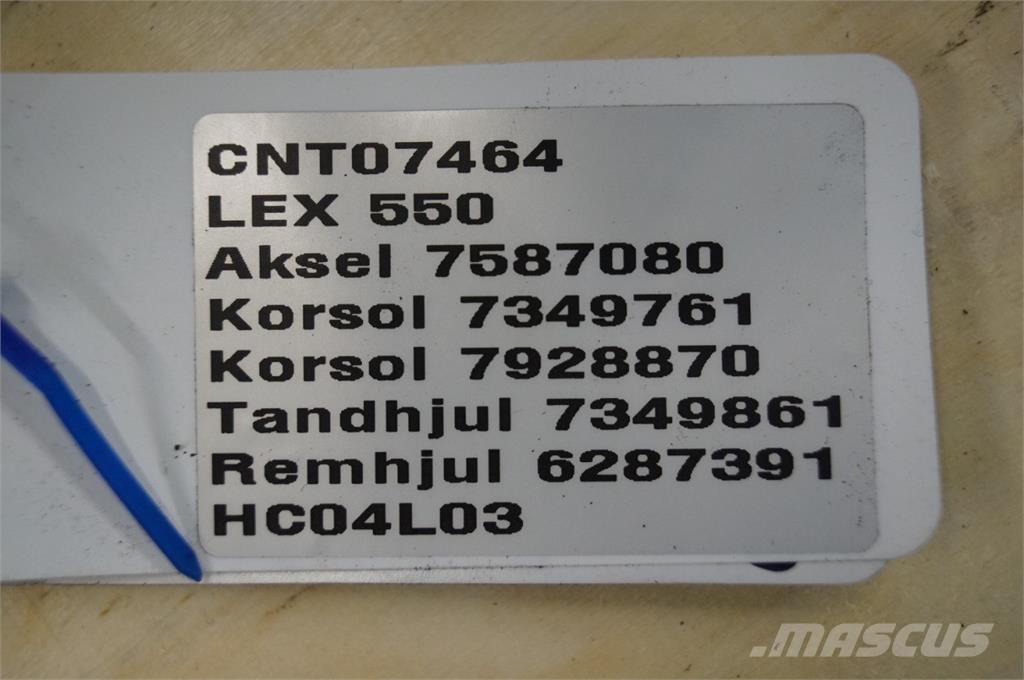 CNT07464
LEX 550
Aksel 7587080
Korsol 7349761
Korsol 7928870
Tandhjul 7349861
Remhjul 6287391
HC04L03
MASCUS